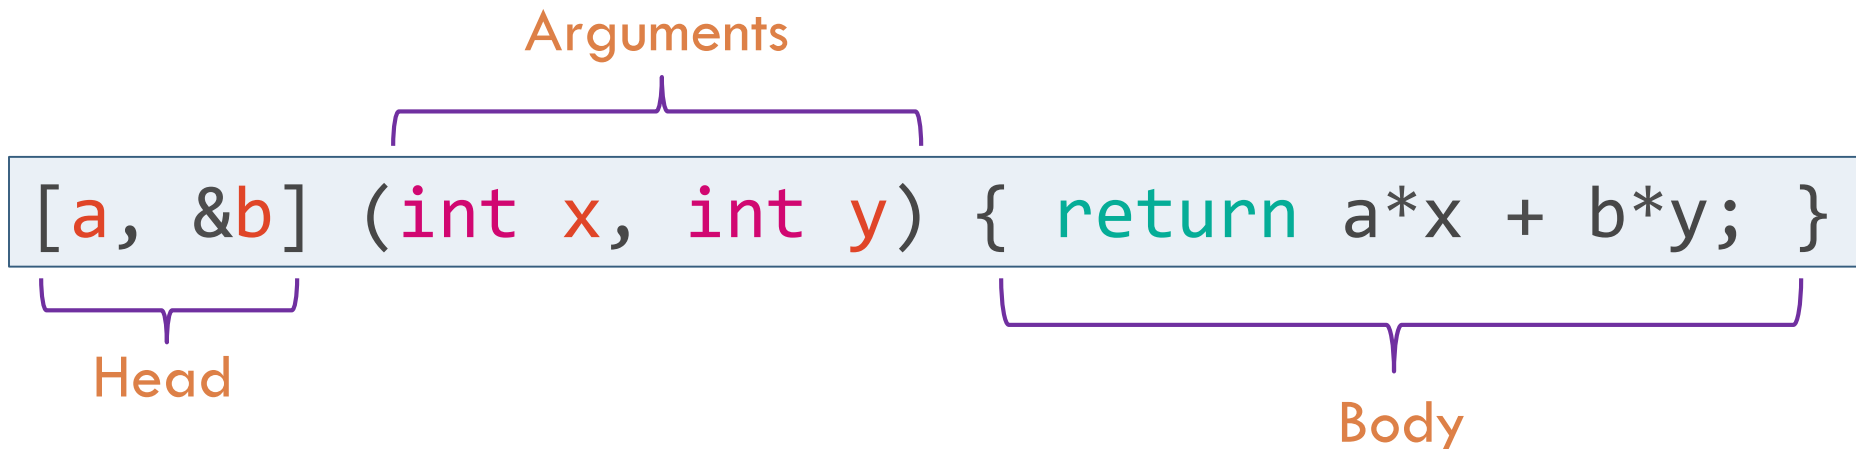 Arguments
[a, &b] (int x, int y) { return a*x + b*y; }
Head
Body